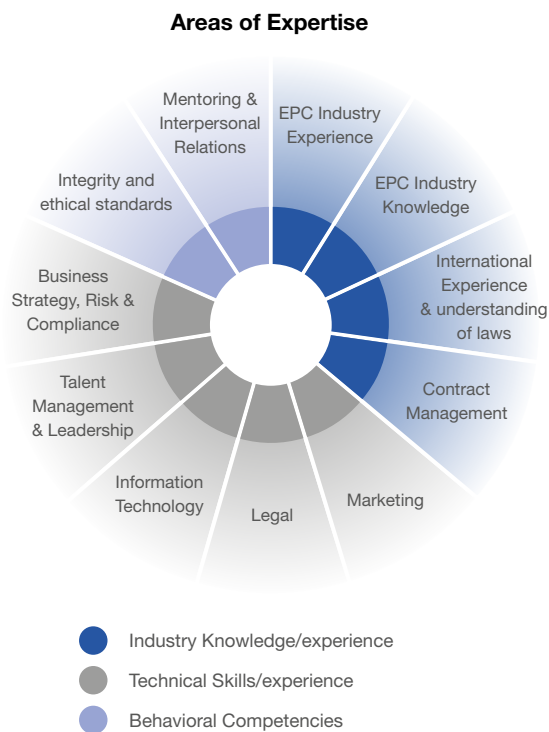 Areas of Expertise
Mentoring &
Interpersonal
Relations
EPC Industry
Experience
EPC Industry
Knowledge
International
Experience
& understanding
of laws
Contract
Management
Marketing
Legal
Information
Technology
Talent
Management
& Leadership
Business
Strategy, Risk &
Compliance
Integrity and
ethical standards
Industry Knowledge/experience
Technical Skills/experience
Behavioral Competencies